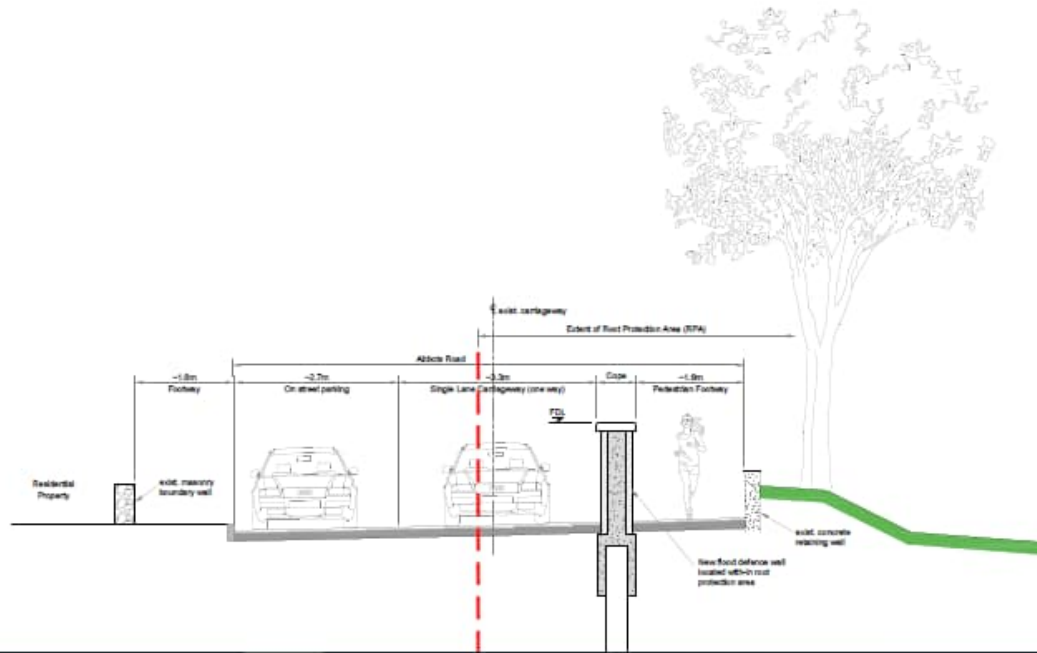 ℄ exist. carriageway
Extent of Root Protection Area (RPA)
Abbots Road
~1.8m
Footway
~2.7m
On street parking
~3.3m
Single Lane Carriageway (one way)
Cope
~1.8m
Pedestrian Footway
FDL
Residential
Property
exist. masonry
boundary wall
exist. concrete
retaining wall
New flood defence wall
located with-in root
protection area